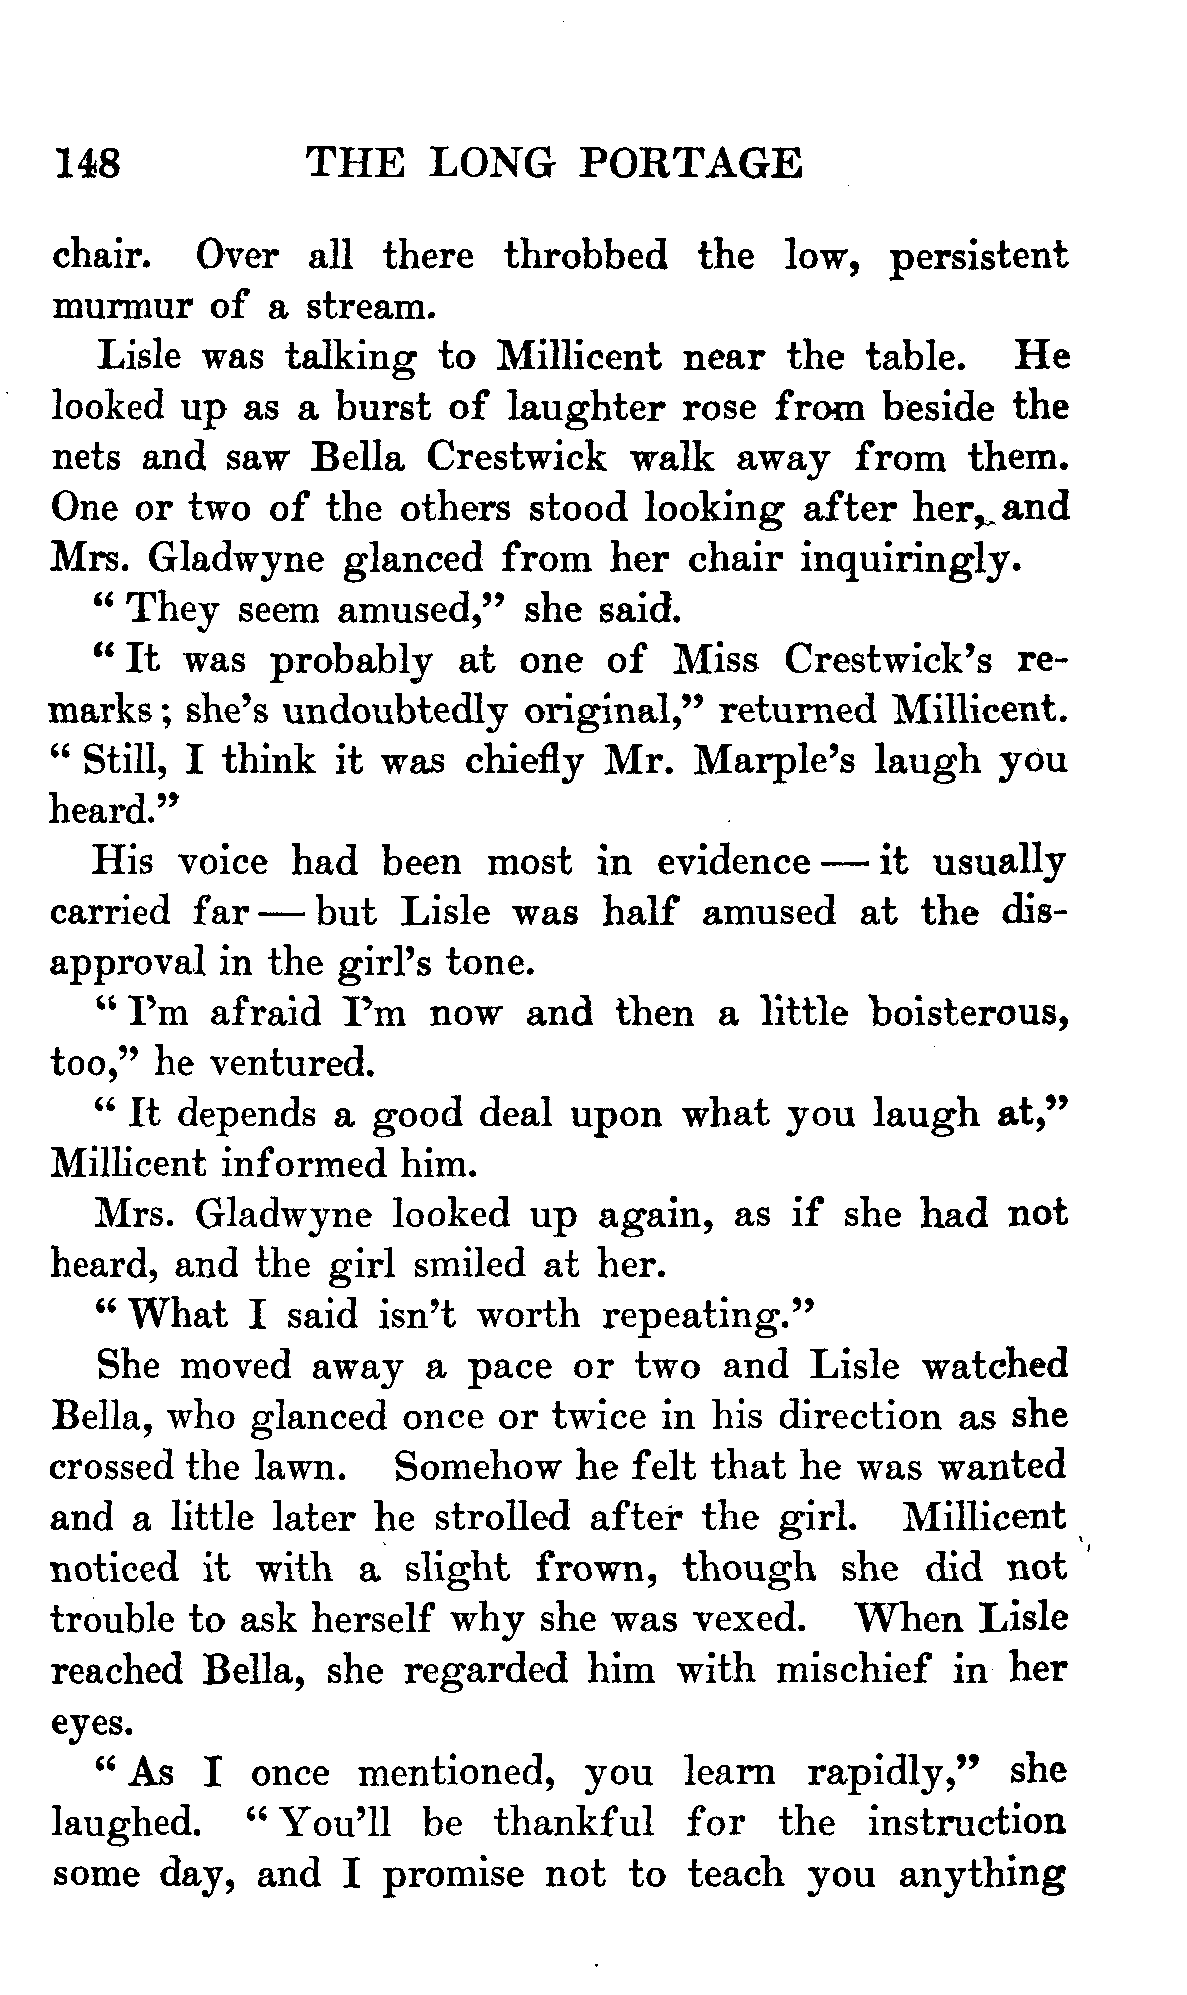 148 THE LONG PORTAGE
chair. Over all there throbbed the low, persistent
murmur of a stream.
Lisle was talking to Millicent near the table. He
looked up as a burst of laughter rose from beside the
nets and saw Bella Crestwick walk away from them.
One or two of the others stood looking after her, and
Mrs. Gladwyne glanced from her chair inquiringly.
“ They seem amused,” she said.
“ It was probably at one of Miss Crestwick’s re-
marks ; she’s undoubtedly original,” returned Millicent.
“ Still, I think it was chiefly Mr. Marple’s laugh you
heard.”
His voice had been most in evidence — it usually
carried far — but Lisle was half amused at the dis-
approval in the girl’s tone.
“ I’m afraid I’m now and then a little boisterous,
too,” he ventured.
“ It depends a good deal upon what you laugh at,”
Millicent informed him.
Mrs. Gladwyne looked up again, as if she had not
heard, and the girl smiled at her.
“ What I said isn’t worth repeating.”
She moved away a pace or two and Lisle watched
Bella, who glanced once or twice in his direction as she
crossed the lawn. Somehow he felt that he was wanted
and a little later he strolled after the girl. Millicent
noticed it with a slight frown, though she did not
trouble to ask herself why she was vexed. When Lisle
reached Bella, she regarded him with mischief in her
eyes.
“ As I once mentioned, you learn rapidly,” she
laughed. “ You’ll be thankful for the instruction
some day, and I promise not to teach you anything